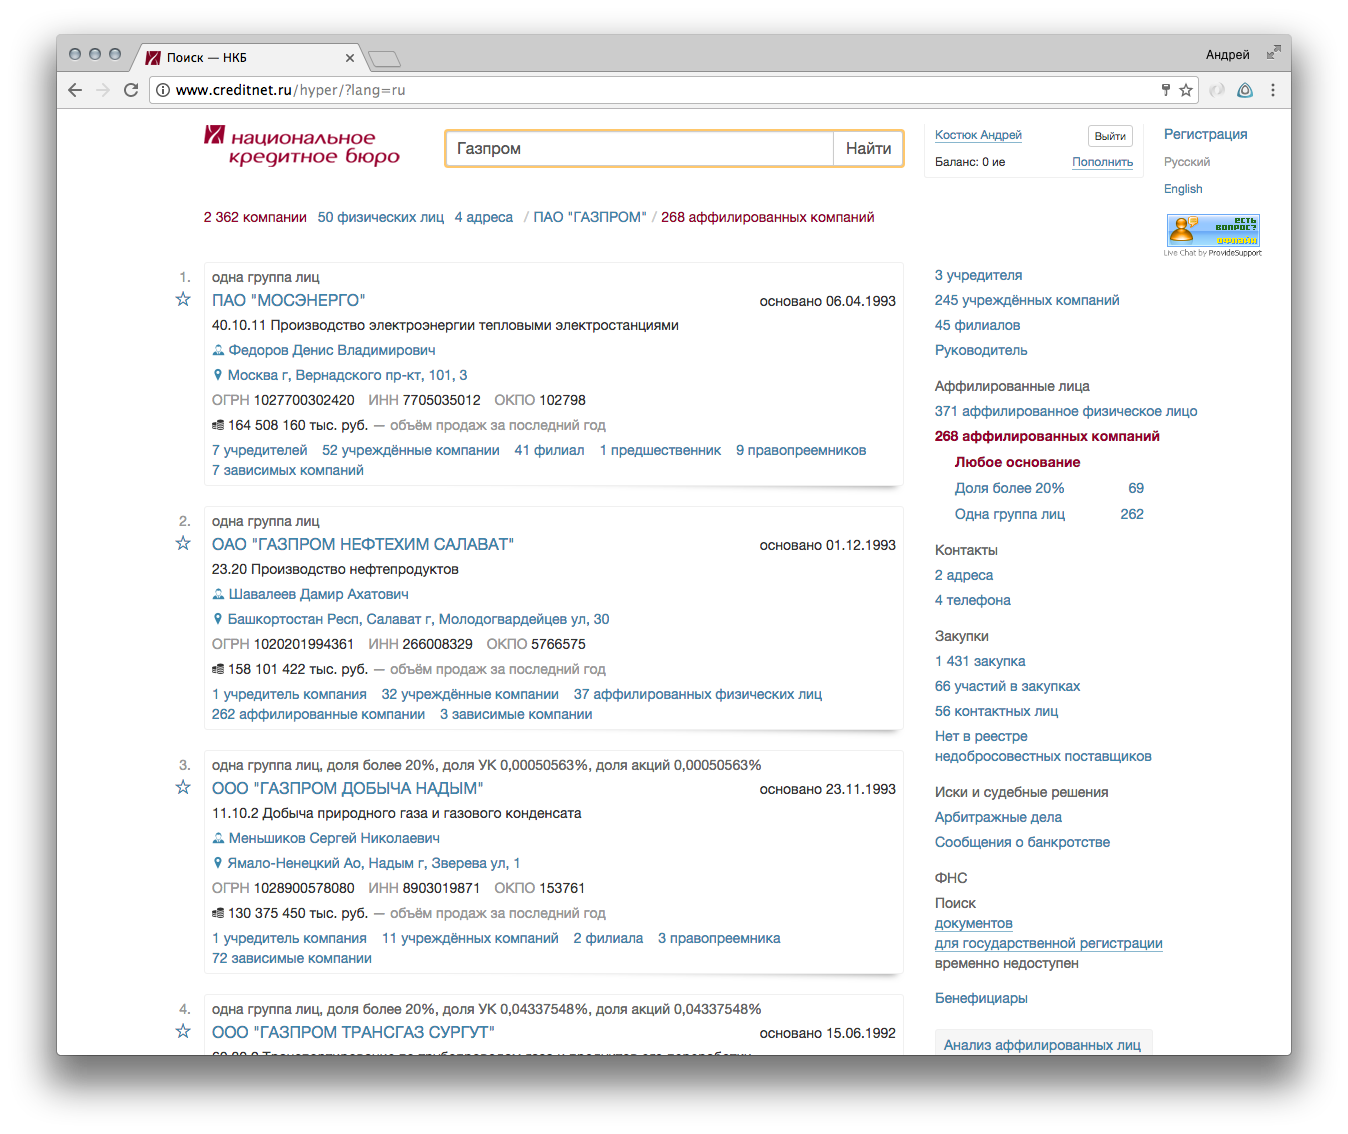 Поиск — НКБ
Андрей
www.creditnet.ru/hyper/?lang=ru
национальное
кредитное бюро
Газпром
Найти
Костюк Андрей
Выйти
Баланс: 0 ие
Пополнить
Регистрация
Русский
English
есть
вопрос?
офлайн
Live Chat by ProvideSupport
2 362 компании 50 физических лиц 4 адреса / ПАО "ГАЗПРОМ" / 268 аффилированных компаний
1. одна группа лиц
ПАО "МОСЭНЕРГО" основано 06.04.1993
40.10.11 Производство электроэнергии тепловыми электростанциями
Федоров Денис Владимирович
Москва г, Вернадского пр-кт, 101, 3
ОГРН 1027700302420 ИНН 7705035012 ОКПО 102798
164 508 160 тыс. руб. — объём продаж за последний год
7 учредителей 52 учреждённые компании 41 филиал 1 предшественник 9 правопреемников
7 зависимых компаний
2. одна группа лиц
ОАО "ГАЗПРОМ НЕФТЕХИМ САЛАВАТ" основано 01.12.1993
23.20 Производство нефтепродуктов
Шавалеев Дамир Ахатович
Башкортостан Респ, Салават г, Молодогвардейцев ул, 30
ОГРН 1020201994361 ИНН 266008329 ОКПО 5766575
158 101 422 тыс. руб. — объём продаж за последний год
1 учредитель компания 32 учреждённые компании 37 аффилированных физических лиц
262 аффилированные компании 3 зависимые компании
3. одна группа лиц, доля более 20%, доля УК 0,00050563%, доля акций 0,00050563%
ООО "ГАЗПРОМ ДОБЫЧА НАДЫМ" основано 23.11.1993
11.10.2 Добыча природного газа и газового конденсата
Меньшиков Сергей Николаевич
Ямало-Ненецкий Ао, Надым г, Зверева ул, 1
ОГРН 1028900578080 ИНН 8903019871 ОКПО 153761
130 375 450 тыс. руб. — объём продаж за последний год
1 учредитель компания 11 учреждённых компаний 2 филиала 3 правопреемника
72 зависимые компании
4. одна группа лиц, доля более 20%, доля УК 0,04337548%, доля акций 0,04337548%
ООО "ГАЗПРОМ ТРАНСГАЗ СУРГУТ" основано 15.06.1992
3 учредителя
245 учреждённых компаний
45 филиалов
Руководитель
Аффилированные лица
371 аффилированное физическое лицо
268 аффилированных компаний
Любое основание
Доля более 20% 69
Одна группа лиц 262
Контакты
2 адреса
4 телефона
Закупки
1 431 закупка
66 участий в закупках
56 контактных лиц
Нет в реестре
недобросовестных поставщиков
Иски и судебные решения
Арбитражные дела
Сообщения о банкротстве
ФНС
Поиск
документов
для государственной регистрации
временно недоступен
Бенефициары
Анализ аффилированных лиц